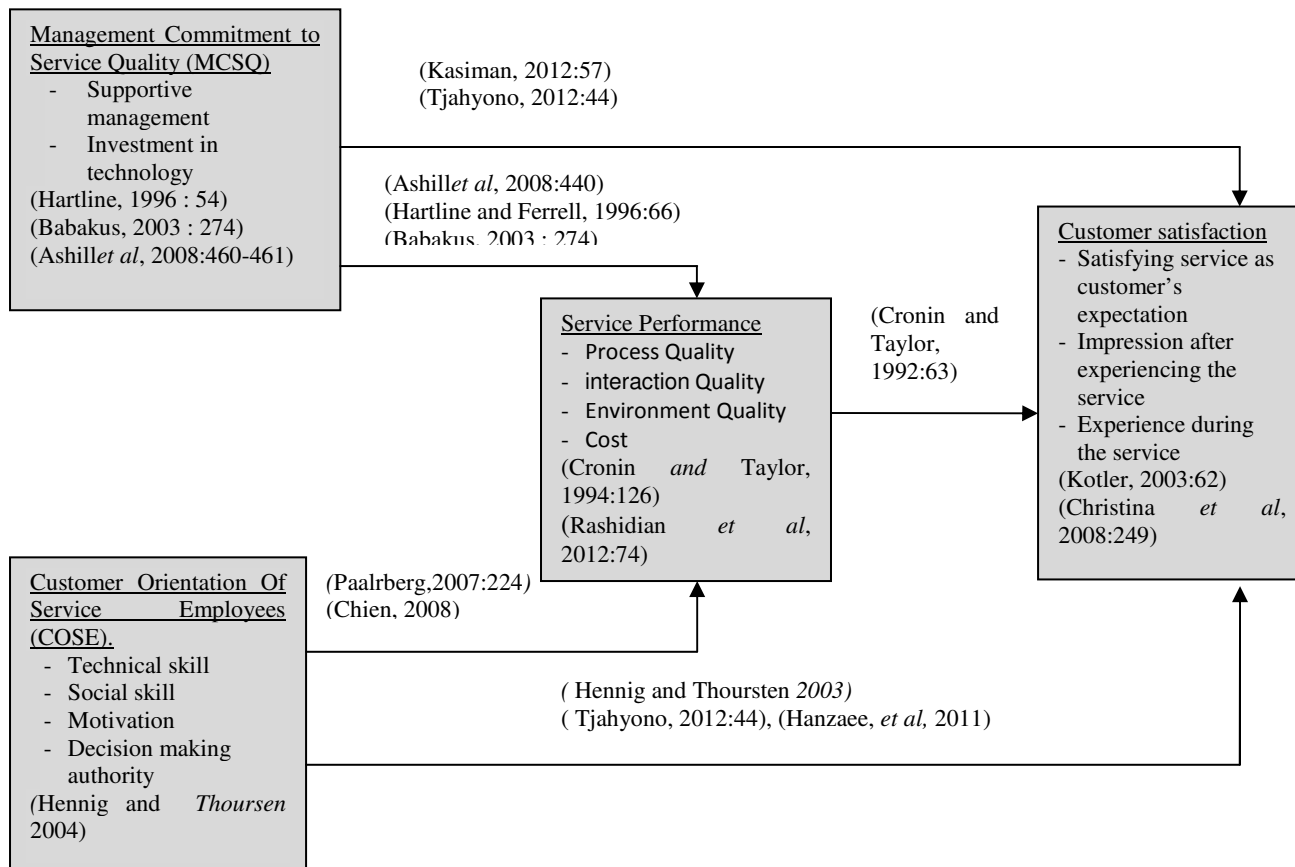 Management Commitment to
Service Quality (MCSQ)
- Supportive
management
- Investment in
technology
(Hartline, 1996 : 54)
(Babakus, 2003 : 274)
(Ashillet al, 2008:460-461)
(Kasiman, 2012:57)
(Tjahyono, 2012:44)
(Ashillet al, 2008:440)
(Hartline and Ferrell, 1996:66)
(Babakus, 2003 : 274)
Service Performance
- Process Quality
- interaction Quality
- Environment Quality
- Cost
(Cronin and Taylor,
1994:126)
(Rashidian et al,
2012:74)
(Cronin and
Taylor,
1992:63)
Customer satisfaction
- Satisfying service as
customer’s
expectation
- Impression after
experiencing the
service
- Experience during
the service
(Kotler, 2003:62)
(Christina et al,
2008:249)
Customer Orientation Of
Service Employees
(COSE).
- Technical skill
- Social skill
- Motivation
- Decision making
authority
(Hennig and Thoursen
2004)
(Paalrberg,2007:224)
(Chien, 2008)
( Hennig and Thoursten 2003)
( Tjahyono, 2012:44), (Hanzaee, et al, 2011)